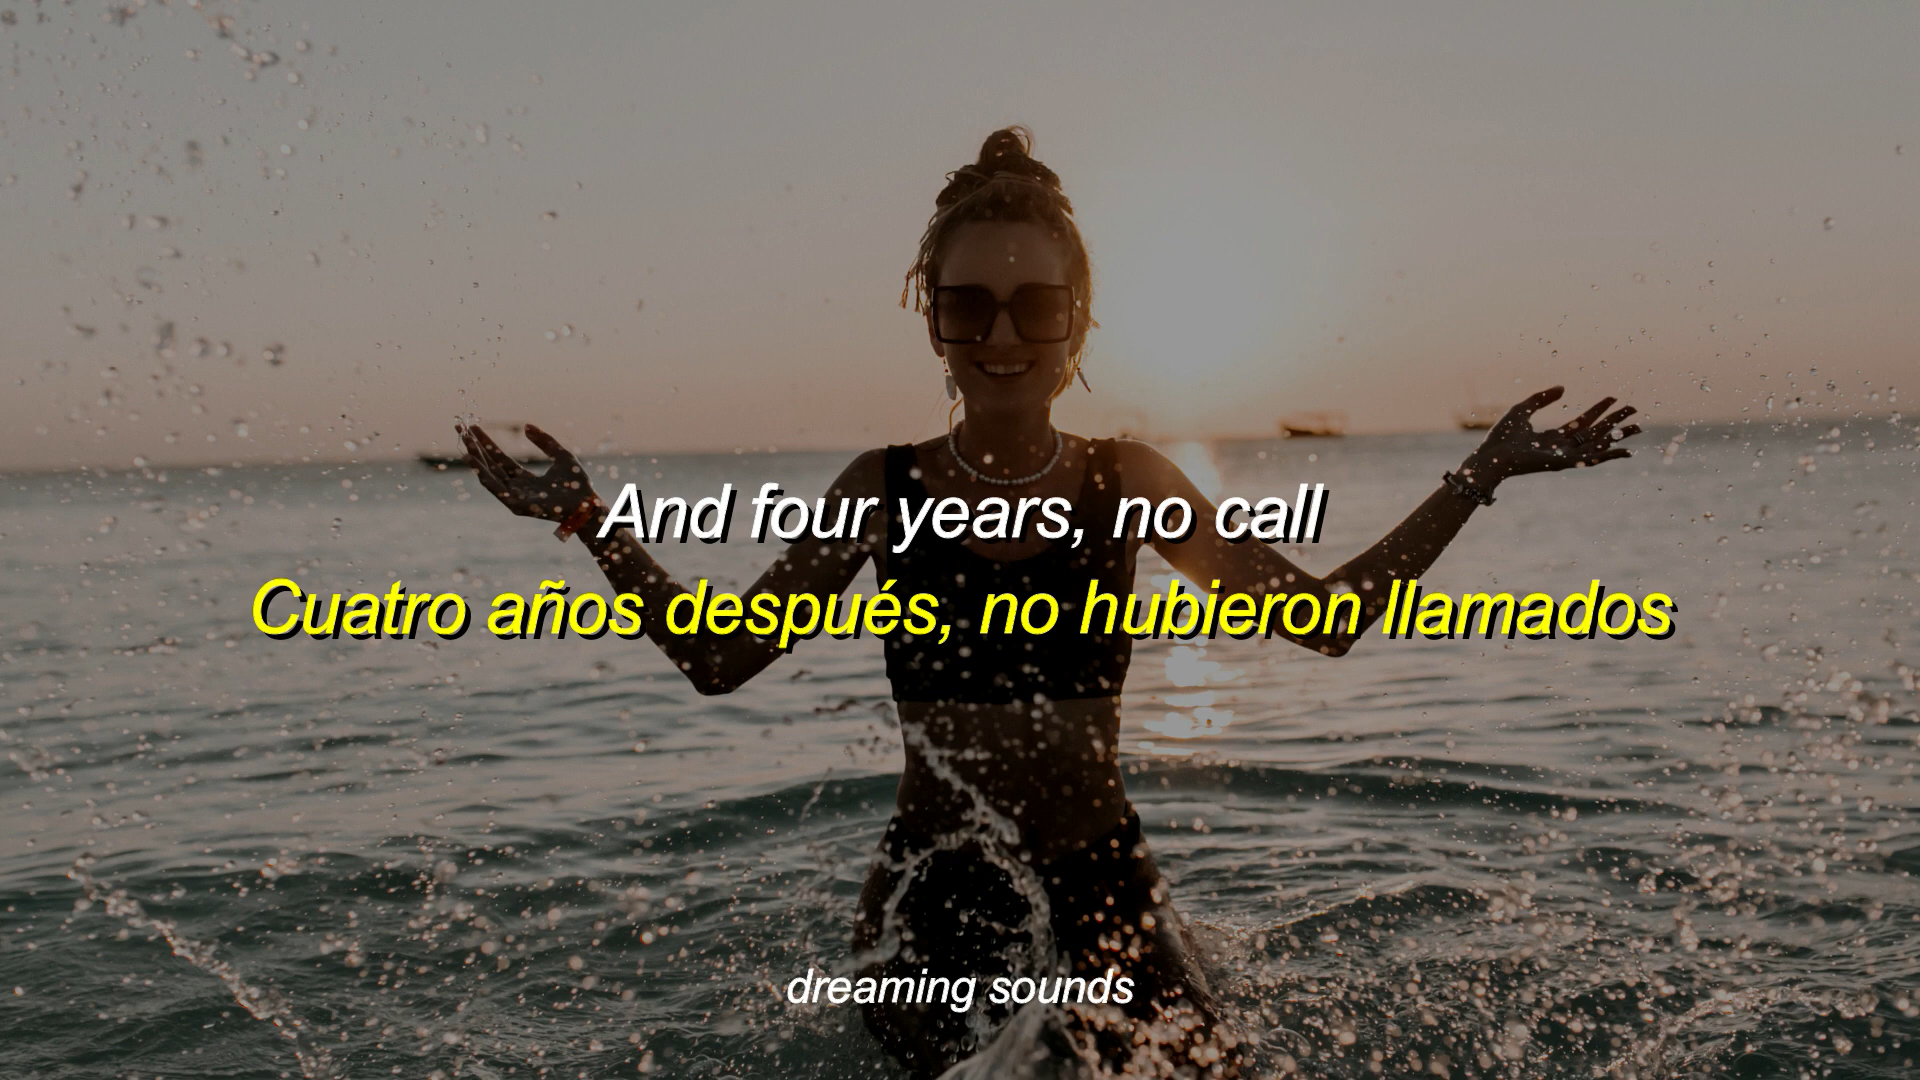 And four years, no call
Cuatro años después, no hubieron llamados
dreaming sounds